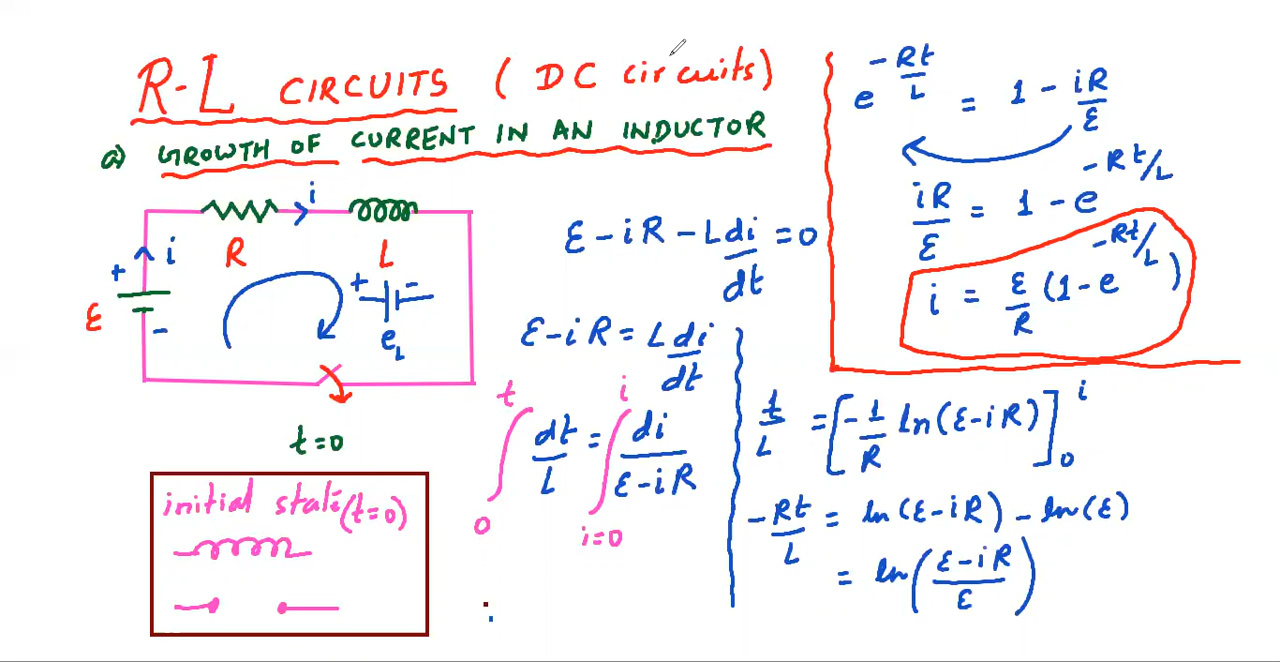 R-L CIRCUITS (DC circuits)
a) GROWTH OF CURRENT IN AN INDUCTOR
i
R
L
+ i
ε
-
+ -
e_L
t=0
initial state (t=0)
ε - iR - L di/dt = 0
ε - iR = L di/dt
∫_0^t dt/L = ∫_{i=0}^i di/(ε - iR)
t/L = [-1/R ln(ε - iR)]_0^i
-Rt/L = ln(ε - iR) - ln(ε)
= ln((ε - iR)/ε)
e^{-Rt/L} = 1 - iR/ε
iR/ε = 1 - e^{-Rt/L}
i = ε/R (1 - e^{-Rt/L})